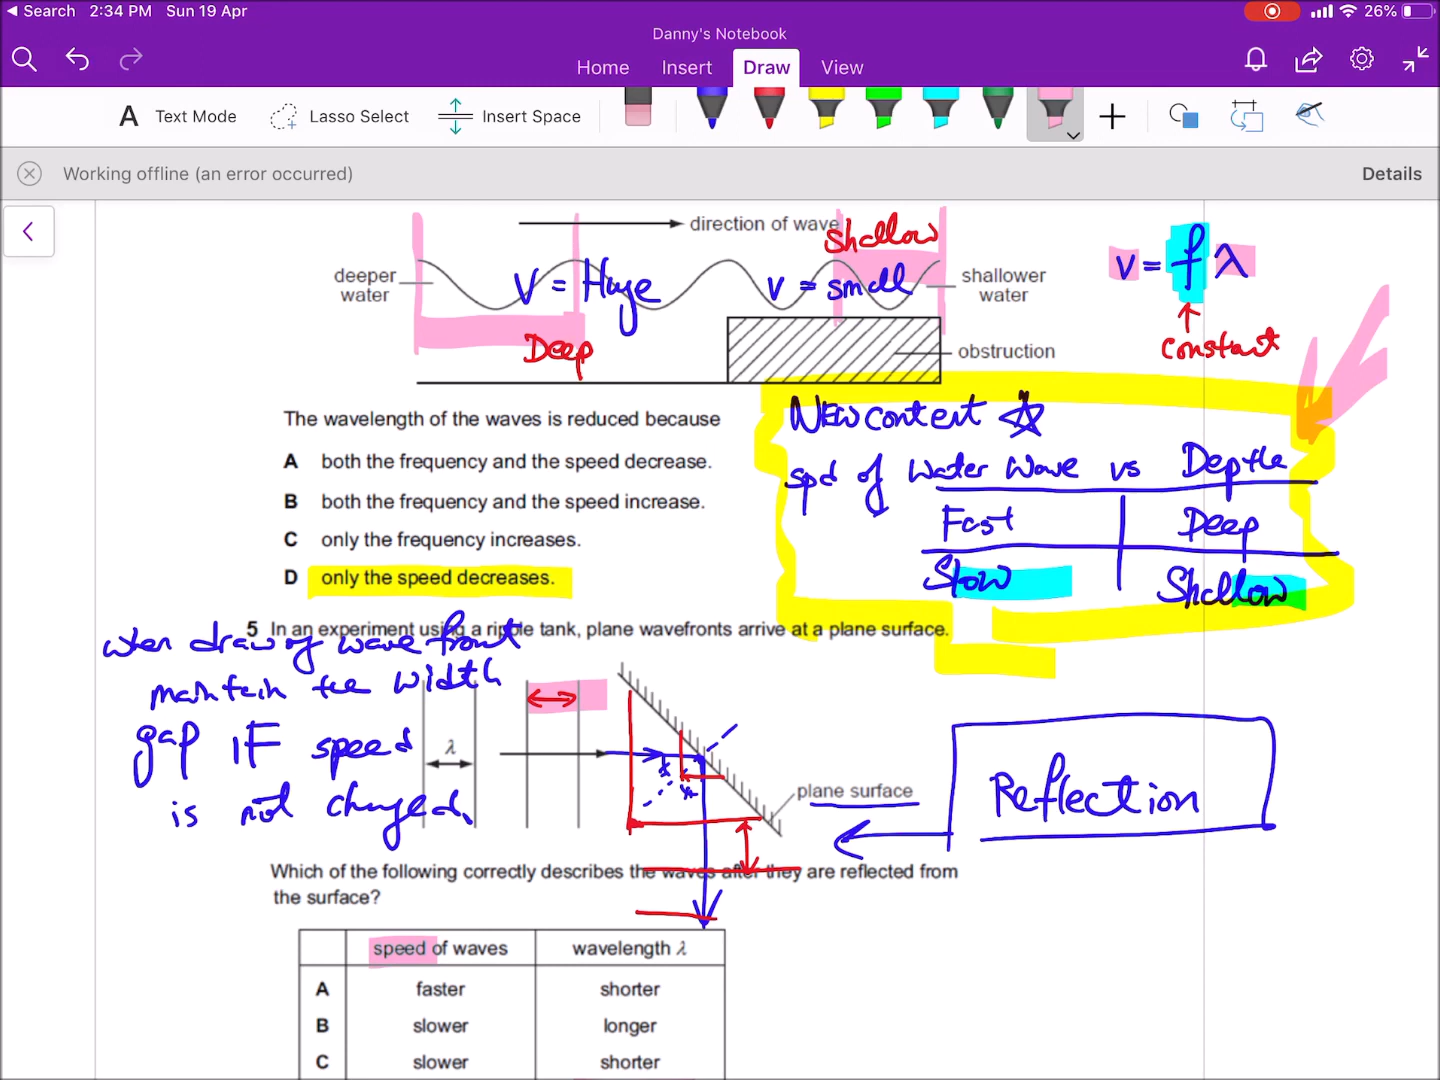 Search 2:34 PM Sun 19 Apr 26%
Danny's Notebook
Home Insert Draw View
A Text Mode Lasso Select Insert Space
Working offline (an error occurred) Details
direction of wave
Shallow
deeper water
V = Huge
v = small
shallower water
v = f λ
constant
Deep
obstruction
The wavelength of the waves is reduced because
A both the frequency and the speed decrease.
B both the frequency and the speed increase.
C only the frequency increases.
D only the speed decreases.
NEW content
spd of Water Wave vs Depth
Fast Deep
Slow Shallow
5 In an experiment using a ripple tank, plane wavefronts arrive at a plane surface.
when drawing wave front
maintain the width
gap IF speed
is not changed.
λ
plane surface
Reflection
Which of the following correctly describes the waves after they are reflected from
the surface?
speed of waves wavelength λ
A faster shorter
B slower longer
C slower shorter